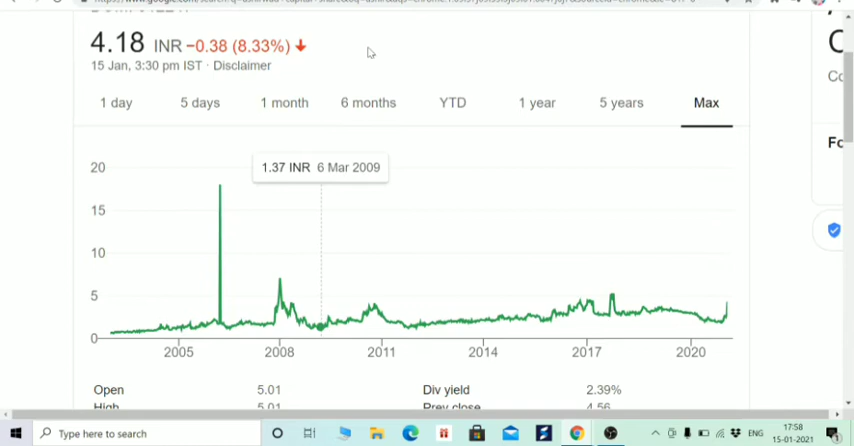 4.18 INR −0.38 (8.33%) ↓
15 Jan, 3:30 pm IST · Disclaimer
1 day 5 days 1 month 6 months YTD 1 year 5 years Max
1.37 INR 6 Mar 2009
20
15
10
5
0
2005 2008 2011 2014 2017 2020
Open 5.01 Div yield 2.39%
High 5.01 Prev close 4.56
Type here to search
ENG
17:58
15-01-2021